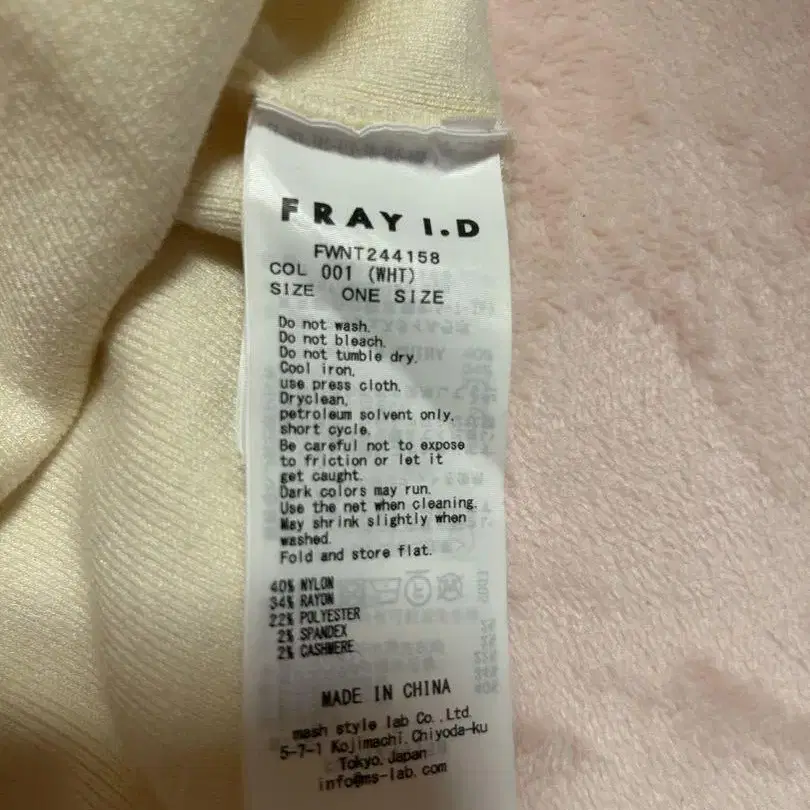 FRAY I.D
FWNT244158
COL 001 (WHT)
SIZE ONE SIZE
Do not wash.
Do not bleach.
Do not tumble dry.
Cool iron.
use press cloth.
Dryclean,
petroleum solvent only,
short cycle.
Be careful not to expose
to friction or let it
get caught.
Dark colors may run.
Use the net when cleaning.
May shrink slightly when
washed.
Fold and store flat.
40% NYLON
34% RAYON
22% POLYESTER
2% SPANDEX
2% CASHMERE
MADE IN CHINA
mash style lab Co.,Ltd.
5-7-1 Kojimachi, Chiyoda-ku
Tokyo, Japan
info@ms-lab.com